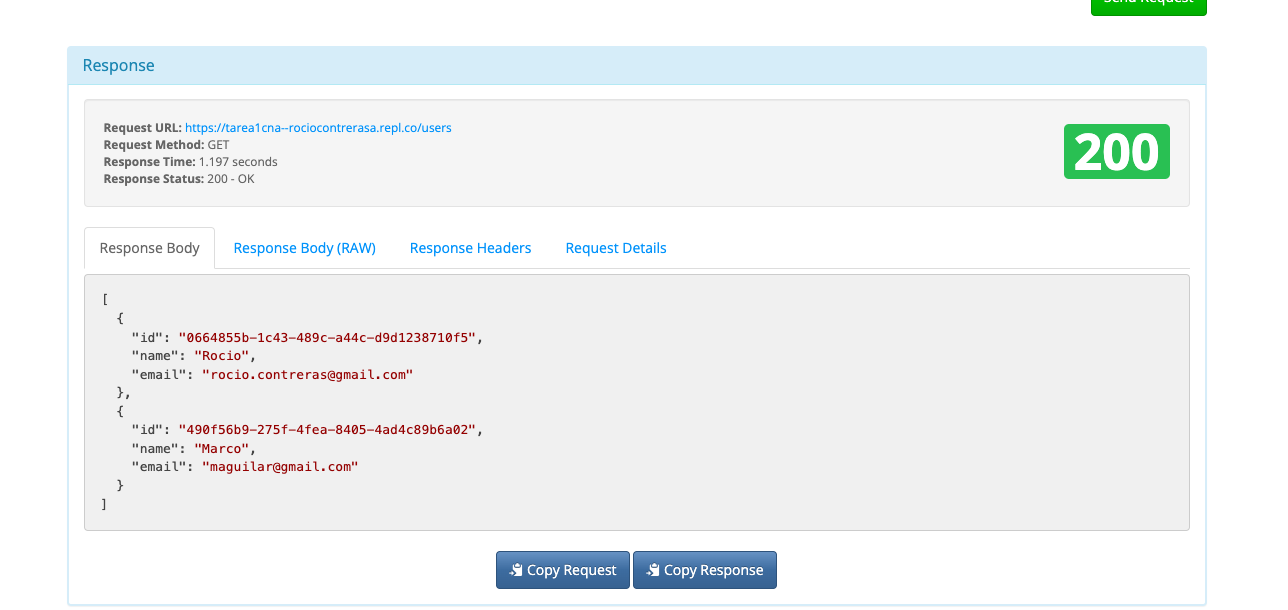 Send Request
Response
Request URL: https://tarea1cna--rociocontrerasa.repl.co/users
Request Method: GET
Response Time: 1.197 seconds
Response Status: 200 - OK
200
Response Body Response Body (RAW) Response Headers Request Details
[
  {
    "id": "0664855b-1c43-489c-a44c-d9d1238710f5",
    "name": "Rocio",
    "email": "rocio.contreras@gmail.com"
  },
  {
    "id": "490f56b9-275f-4fea-8405-4ad4c89b6a02",
    "name": "Marco",
    "email": "maguilar@gmail.com"
  }
]
Copy Request Copy Response